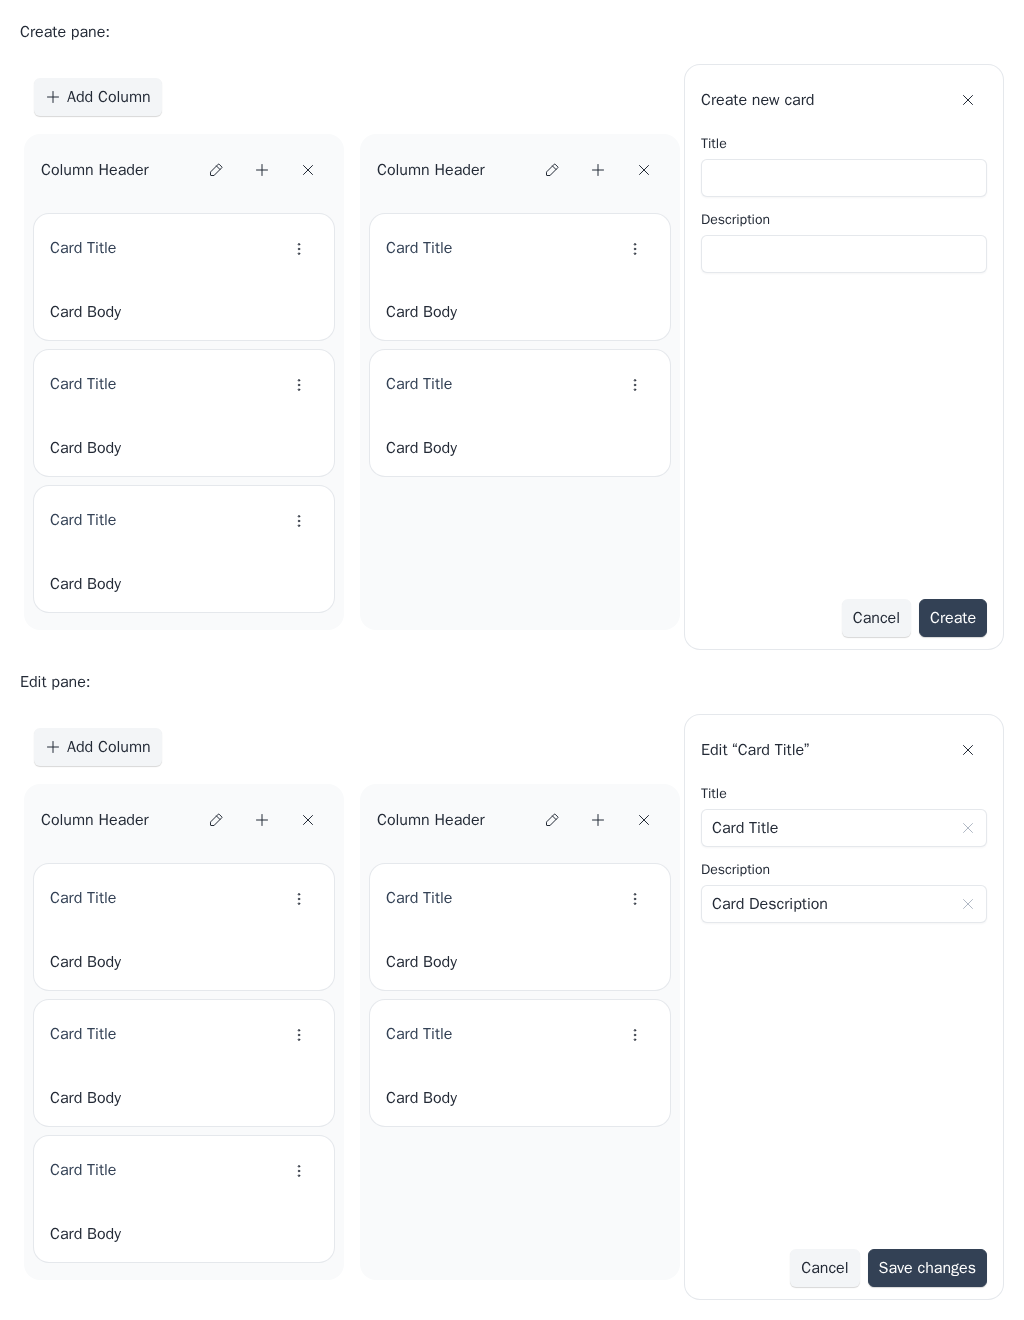 Create pane:
Add Column
Column Header
Card Title
Card Body
Card Title
Card Body
Card Title
Card Body
Column Header
Card Title
Card Body
Card Title
Card Body
Create new card
Title
Description
Cancel
Create
Edit pane:
Add Column
Column Header
Card Title
Card Body
Card Title
Card Body
Card Title
Card Body
Column Header
Card Title
Card Body
Card Title
Card Body
Edit “Card Title”
Title
Card Title
Description
Card Description
Cancel
Save changes